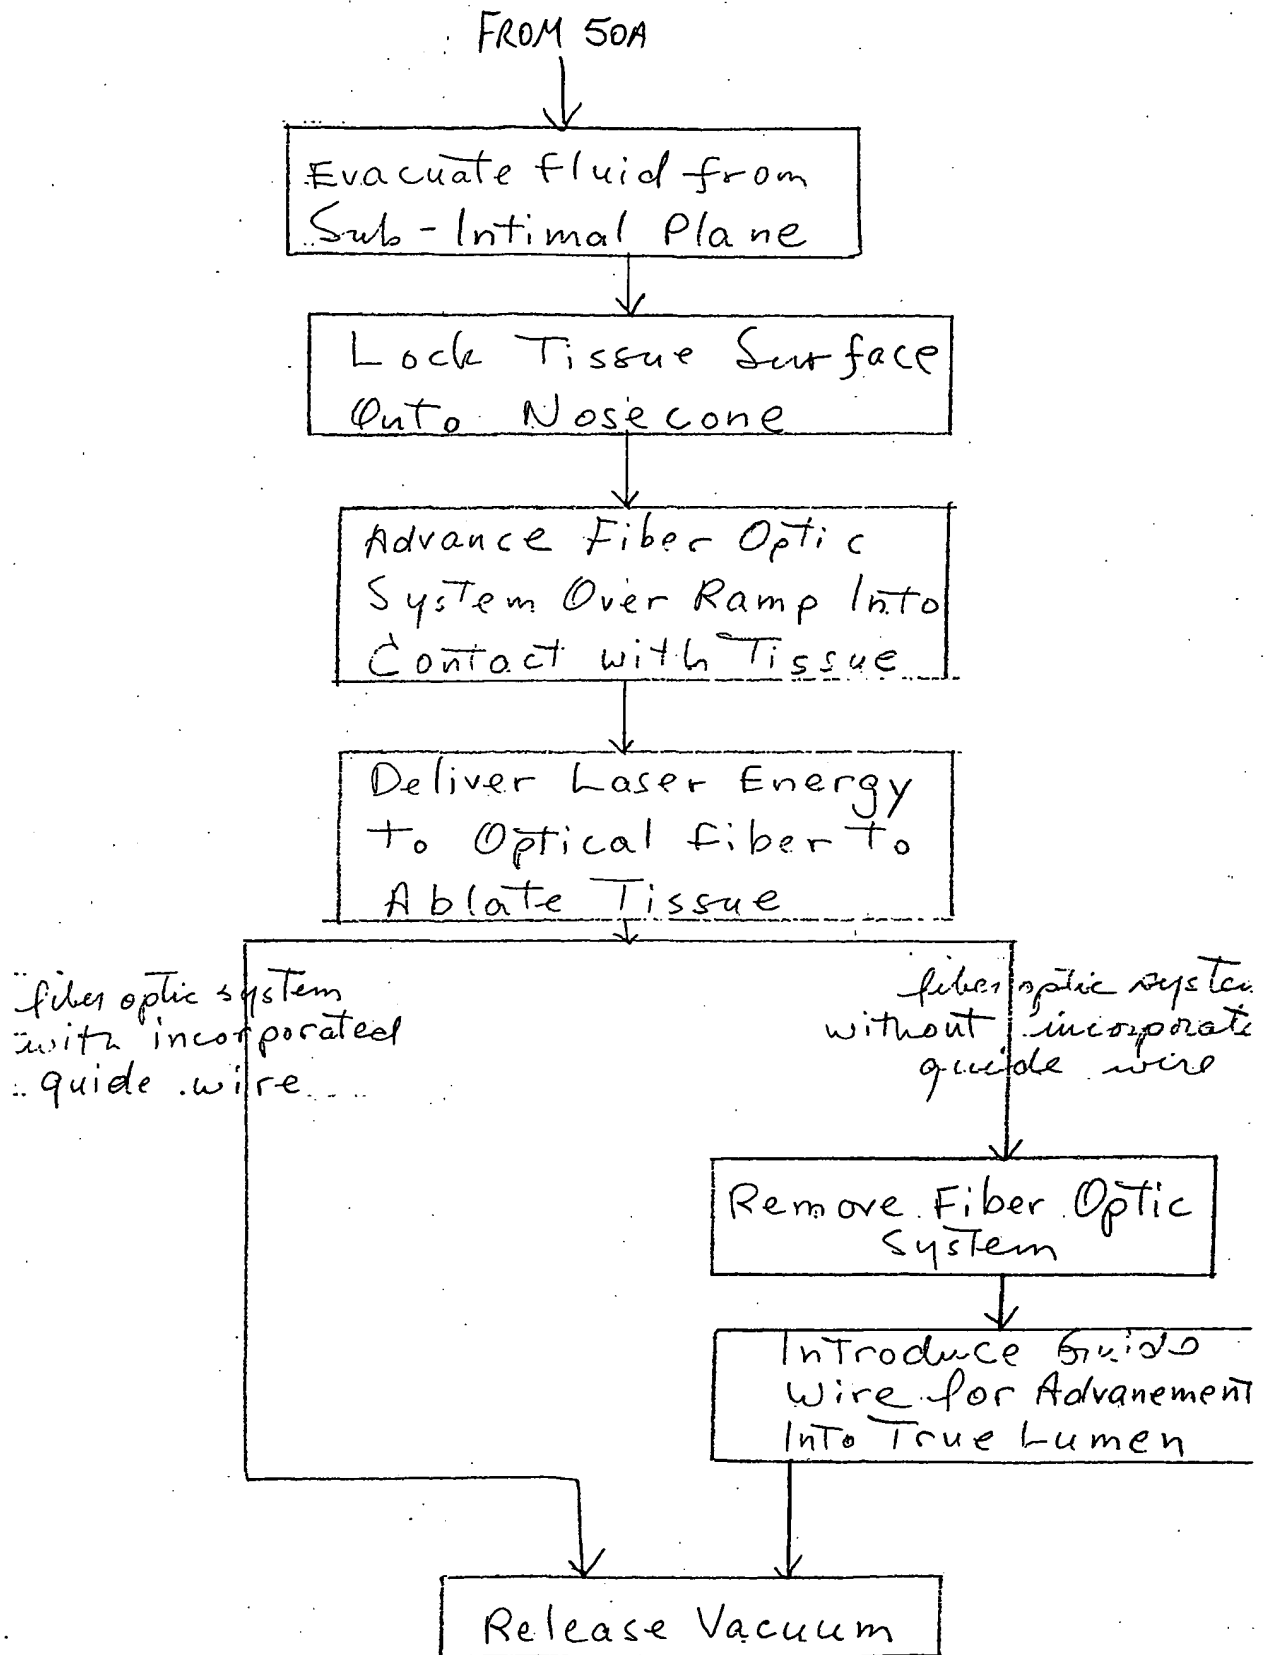 FROM 50A
Evacuate Fluid from
Sub-Intimal Plane
Lock Tissue Surface
Onto Nosecone
Advance Fiber Optic
System Over Ramp Into
Contact with Tissue
Deliver Laser Energy
To Optical Fiber To
Ablate Tissue
fiber optic system
with incorporated
guide wire
fiber optic system
without incorporate
guide wire
Remove Fiber Optic
System
Introduce Guide
Wire for Advanement
Into True Lumen
Release Vacuum